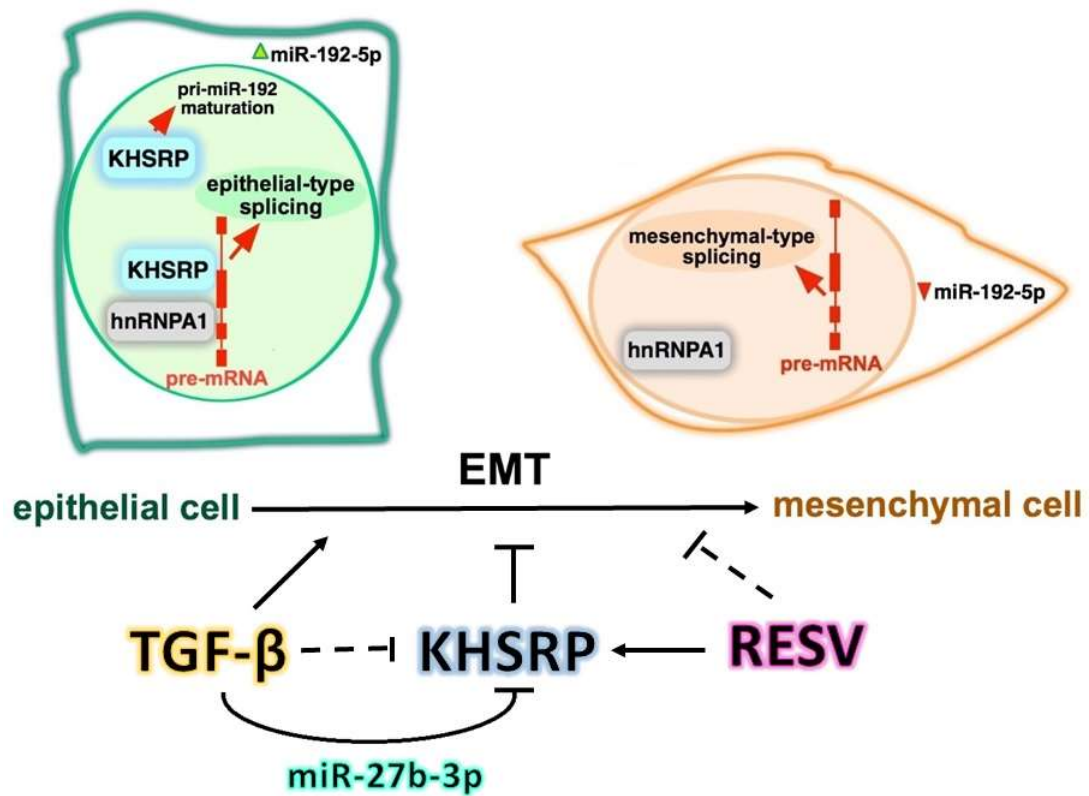 miR-192-5p
pri-miR-192
maturation
KHSRP
epithelial-type
splicing
KHSRP
hnRNPA1
pre-mRNA
mesenchymal-type
splicing
miR-192-5p
hnRNPA1
pre-mRNA
EMT
epithelial cell
mesenchymal cell
TGF-β
KHSRP
RESV
miR-27b-3p